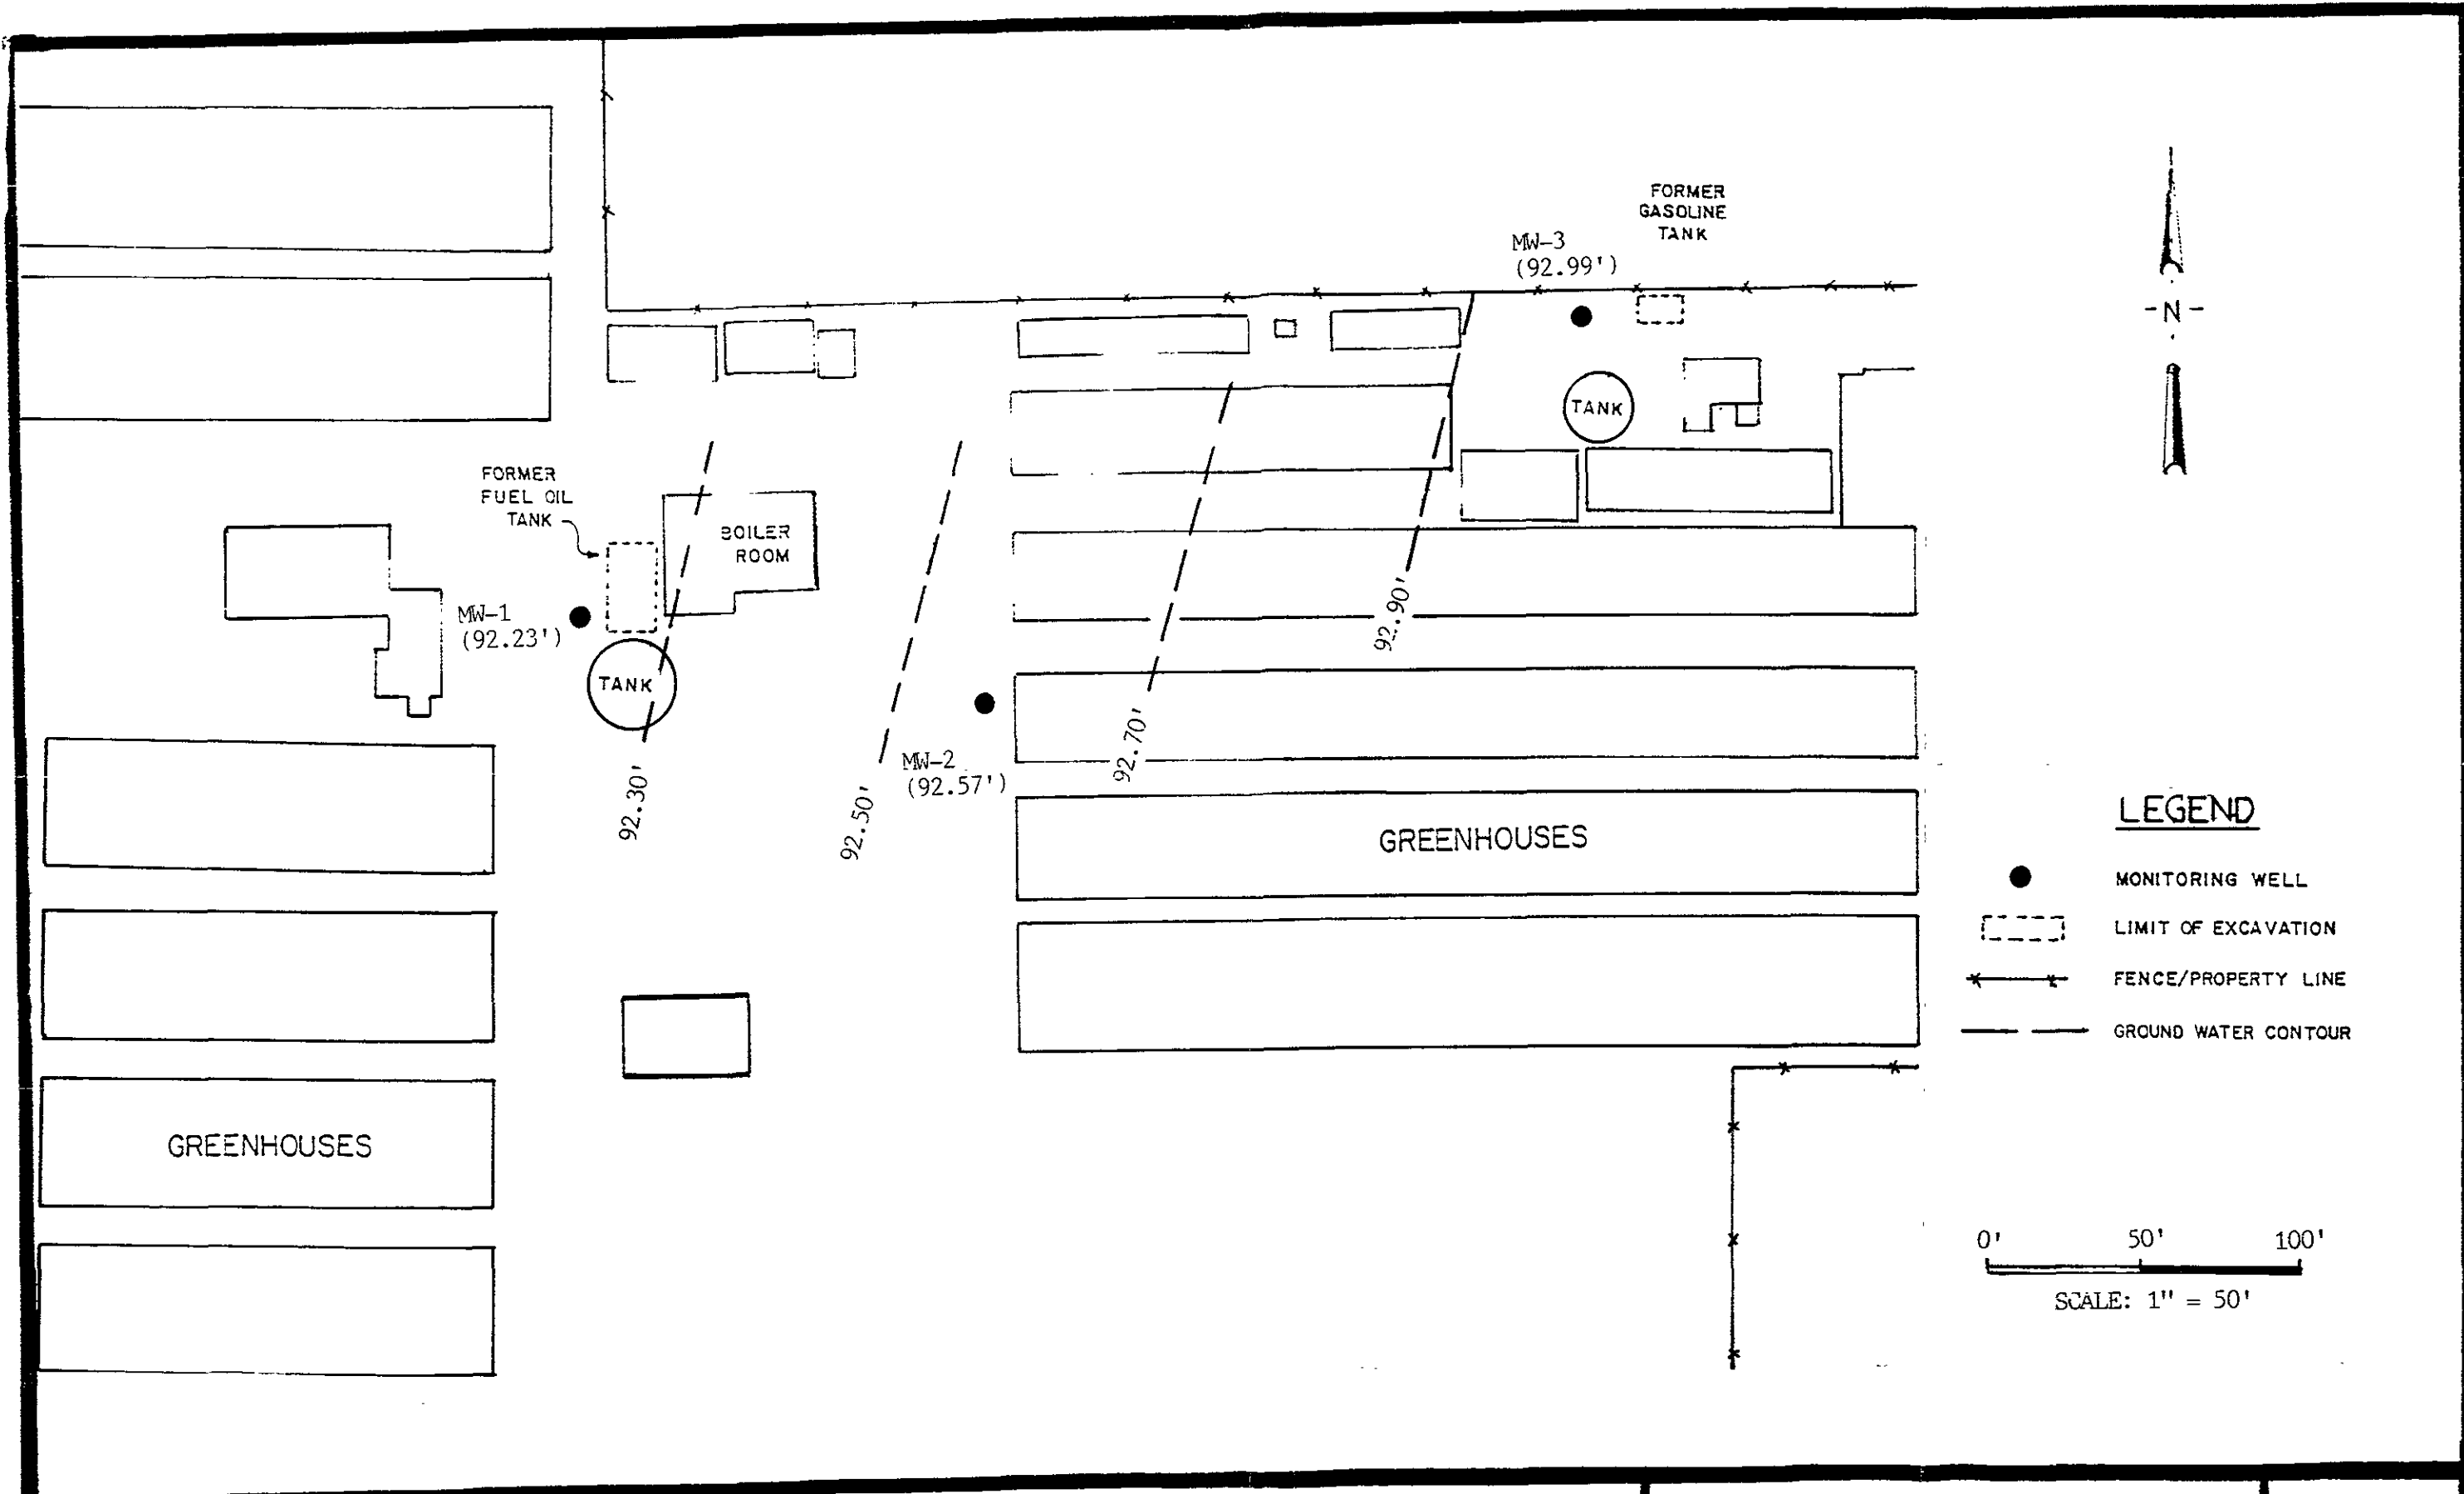 FORMER
GASOLINE
TANK
MW-3
(92.99')
- N -
TANK
FORMER
FUEL OIL
TANK
BOILER
ROOM
MW-1
(92.23')
TANK
92.90'
92.70'
MW-2
(92.57')
92.30'
92.50'
GREENHOUSES
GREENHOUSES
LEGEND
MONITORING WELL
LIMIT OF EXCAVATION
FENCE/PROPERTY LINE
GROUND WATER CONTOUR
0' 50' 100'
SCALE: 1" = 50'